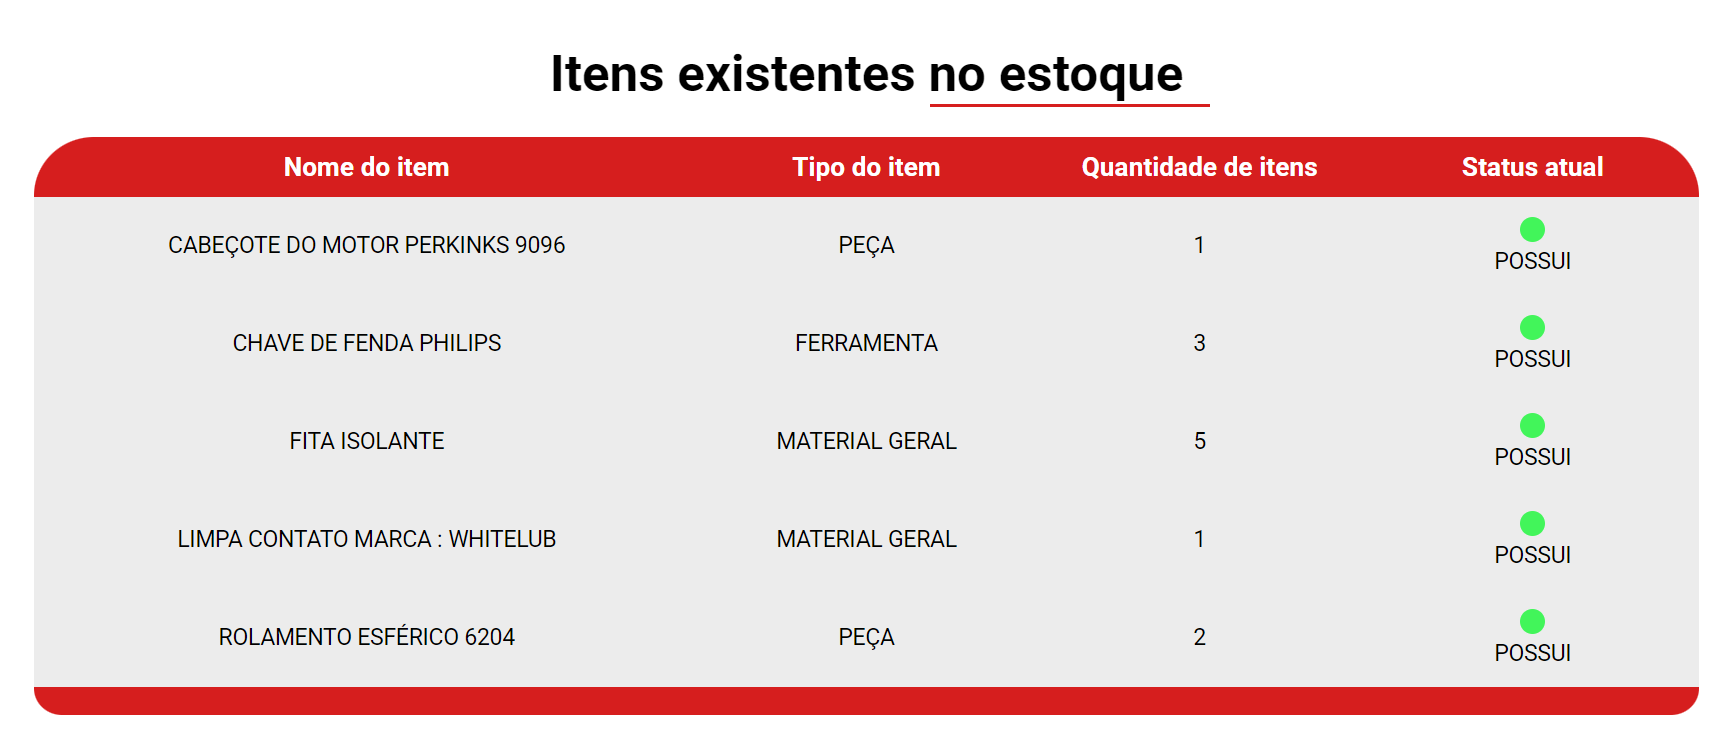 Itens existentes no estoque
Nome do item Tipo do item Quantidade de itens Status atual
CABEÇOTE DO MOTOR PERKINKS 9096 PEÇA 1 POSSUI
CHAVE DE FENDA PHILIPS FERRAMENTA 3 POSSUI
FITA ISOLANTE MATERIAL GERAL 5 POSSUI
LIMPA CONTATO MARCA : WHITELUB MATERIAL GERAL 1 POSSUI
ROLAMENTO ESFÉRICO 6204 PEÇA 2 POSSUI